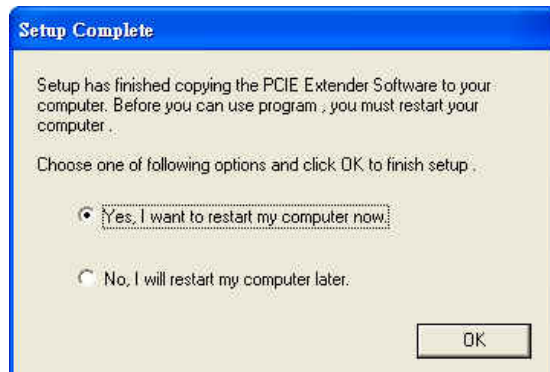 Setup Complete
Setup has finished copying the PCIE Extender Software to your
computer. Before you can use program , you must restart your
computer .
Choose one of following options and click OK to finish setup .
Yes, I want to restart my computer now.
No, I will restart my computer later.
OK